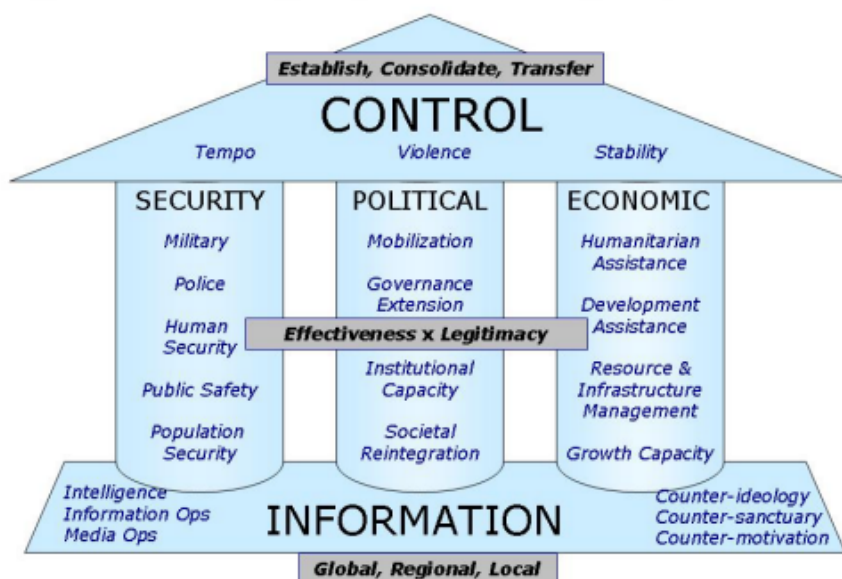 Establish, Consolidate, Transfer
CONTROL
Tempo
Violence
Stability
SECURITY
Military
Police
Human
Security
Public Safety
Population
Security
POLITICAL
Mobilization
Governance
Extension
Institutional
Capacity
Societal
Reintegration
ECONOMIC
Humanitarian
Assistance
Development
Assistance
Resource &
Infrastructure
Management
Growth Capacity
Effectiveness x Legitimacy
Intelligence
Information Ops
Media Ops
INFORMATION
Counter-ideology
Counter-sanctuary
Counter-motivation
Global, Regional, Local